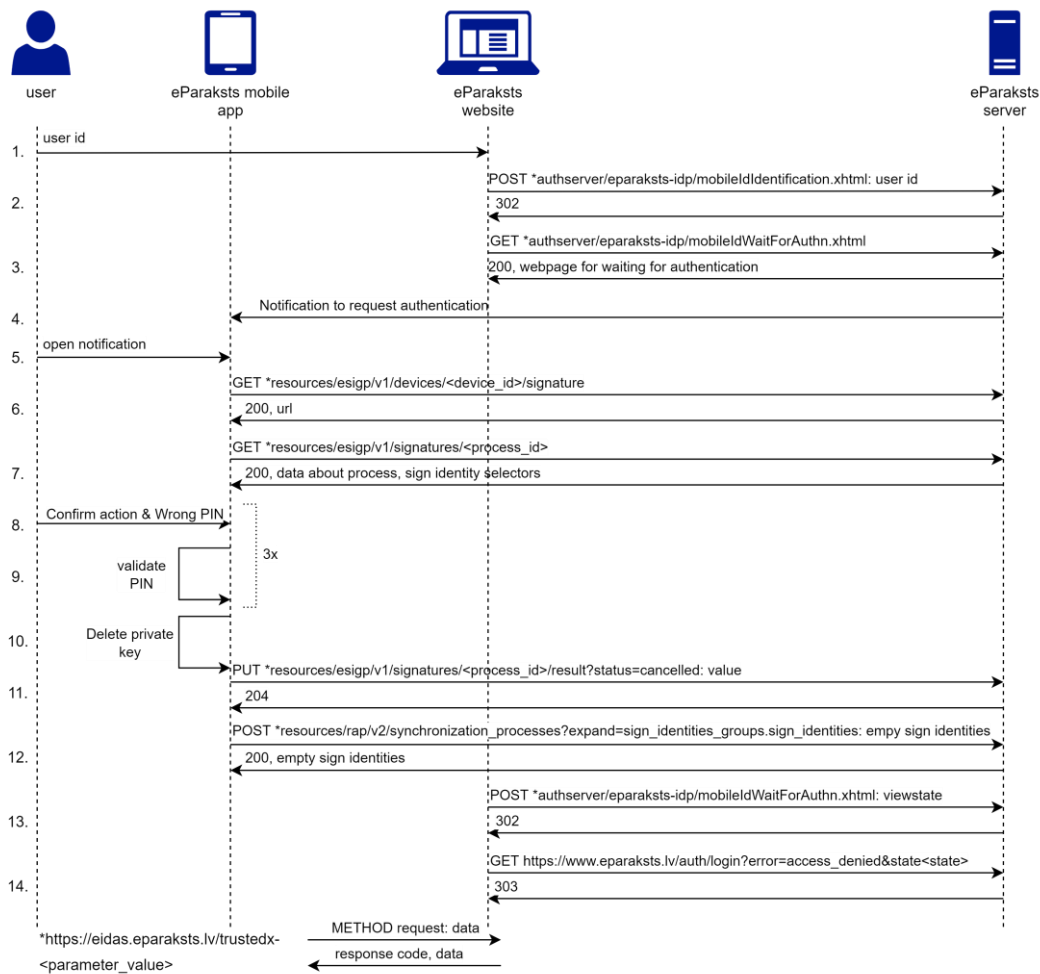 user
eParaksts mobile
app
eParaksts
website
eParaksts
server
user id
1.
POST *authserver/eparaksts-idp/mobileIdIdentification.xhtml: user id
2.
302
GET *authserver/eparaksts-idp/mobileIdWaitForAuthn.xhtml
3.
200, webpage for waiting for authentication
Notification to request authentication
4.
open notification
5.
GET *resources/esigp/v1/devices/<device_id>/signature
6.
200, url
GET *resources/esigp/v1/signatures/<process_id>
7.
200, data about process, sign identity selectors
Confirm action & Wrong PIN
8.
3x
validate
PIN
9.
Delete private
key
10.
PUT *resources/esigp/v1/signatures/<process_id>/result?status=cancelled: value
11.
204
POST *resources/rap/v2/synchronization_processes?expand=sign_identities_groups.sign_identities: empy sign identities
12.
200, empty sign identities
POST *authserver/eparaksts-idp/mobileIdWaitForAuthn.xhtml: viewstate
13.
302
GET https://www.eparaksts.lv/auth/login?error=access_denied&state<state>
14.
303
*https://eidas.eparaksts.lv/trustedx-
<parameter_value>
METHOD request: data
response code, data